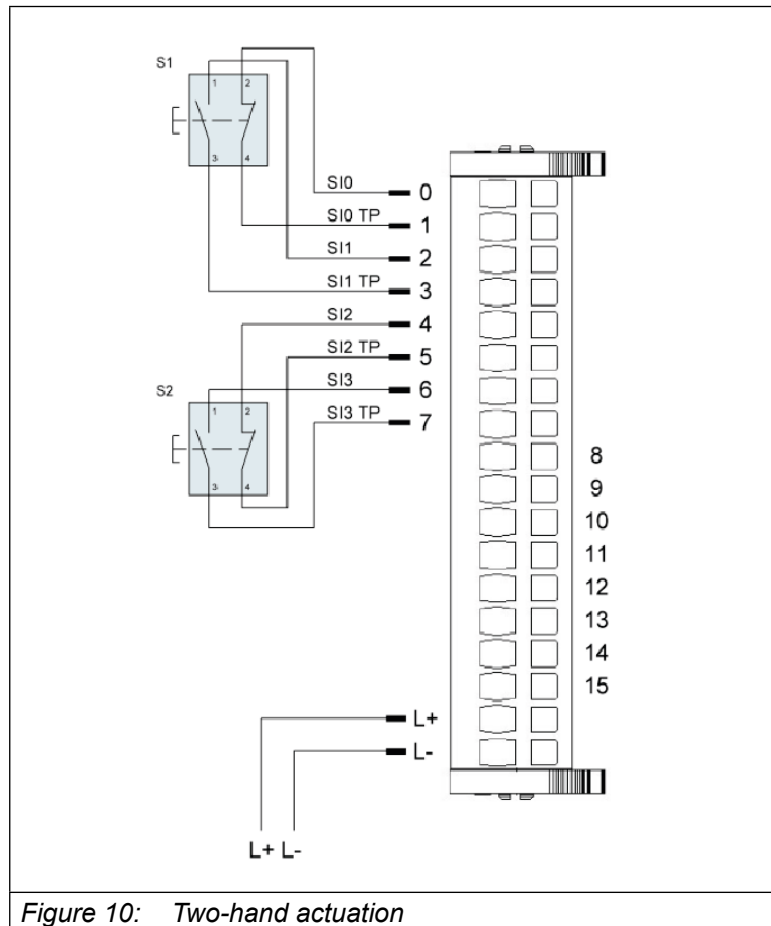 S1
1 2
3 4
SI0 0
SI0 TP 1
SI1 2
SI1 TP 3
SI2 4
SI2 TP 5
SI3 6
SI3 TP 7
S2
1 2
3 4
8
9
10
11
12
13
14
15
L+
L-
L+ L-
Figure 10: Two-hand actuation